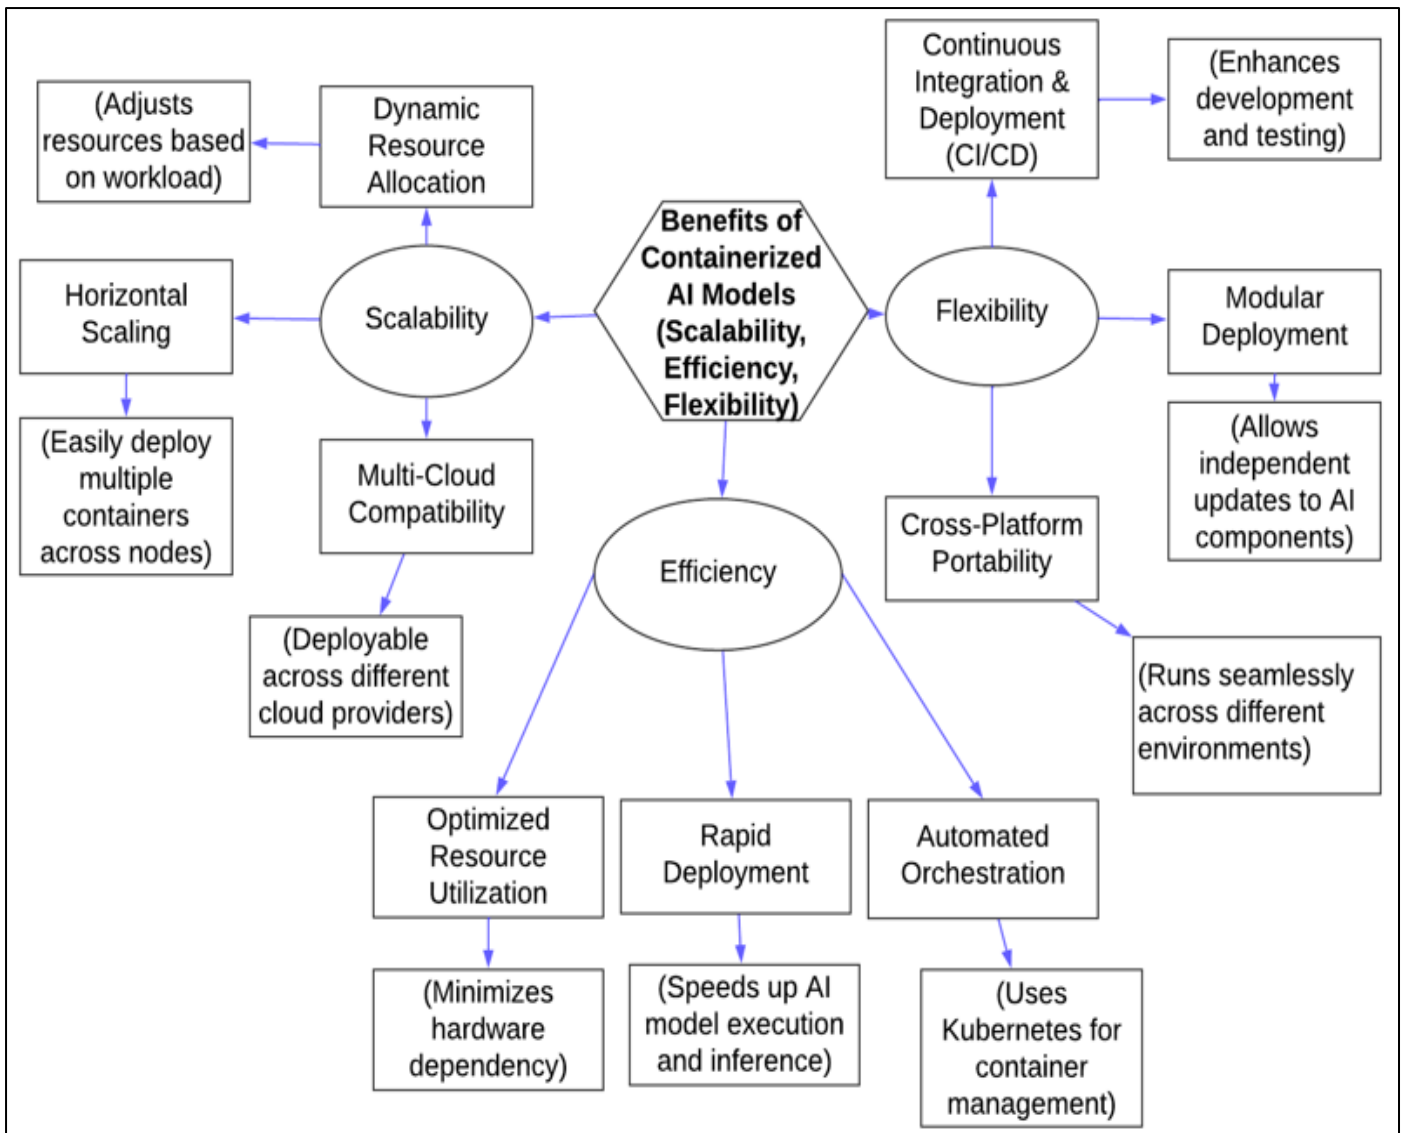 Benefits of
Containerized
AI Models
(Scalability,
Efficiency,
Flexibility)
Scalability
Dynamic
Resource
Allocation
(Adjusts
resources based
on workload)
Horizontal
Scaling
(Easily deploy
multiple
containers
across nodes)
Multi-Cloud
Compatibility
(Deployable
across different
cloud providers)
Efficiency
Optimized
Resource
Utilization
(Minimizes
hardware
dependency)
Rapid
Deployment
(Speeds up AI
model execution
and inference)
Automated
Orchestration
(Uses
Kubernetes for
container
management)
Flexibility
Continuous
Integration &
Deployment
(CI/CD)
(Enhances
development
and testing)
Modular
Deployment
(Allows
independent
updates to AI
components)
Cross-Platform
Portability
(Runs seamlessly
across different
environments)